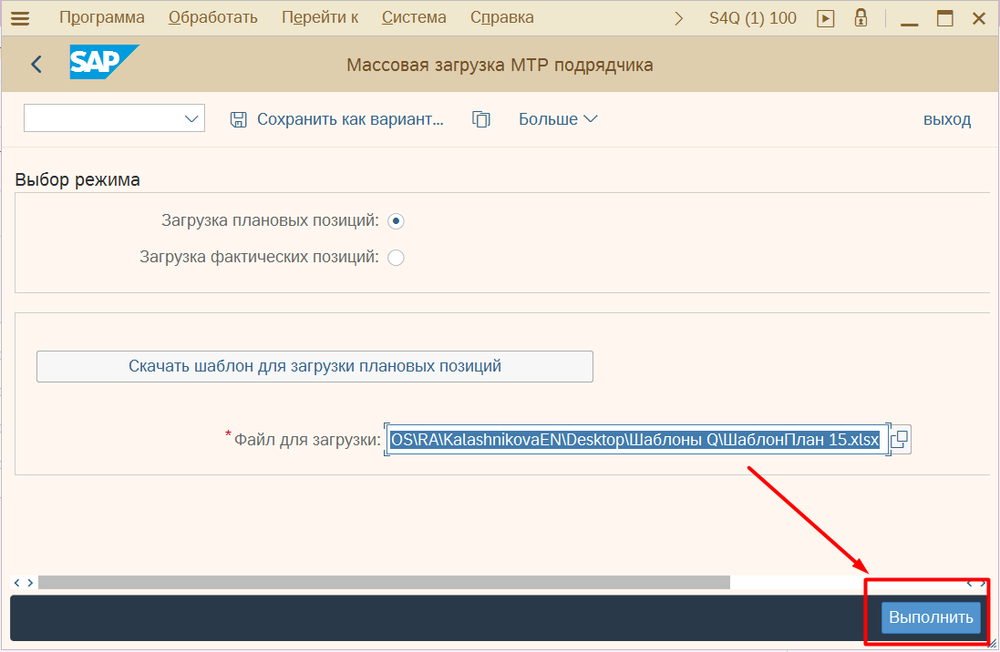 Программа Обработать Перейти к Система Справка S4Q (1) 100
SAP Массовая загрузка МТР подрядчика
Сохранить как вариант... Больше выход
Выбор режима
Загрузка плановых позиций:
Загрузка фактических позиций:
Скачать шаблон для загрузки плановых позиций
* Файл для загрузки: OS\RA\KalashnikovaEN\Desktop\Шаблоны Q\ШаблонПлан 15.xlsx
Выполнить